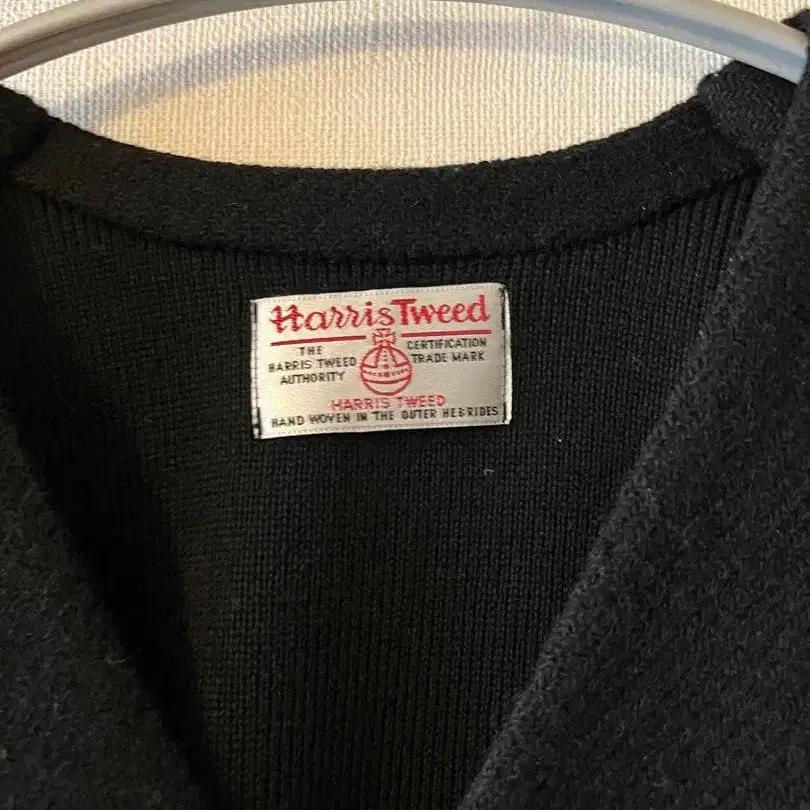 Harris Tweed
THE
HARRIS TWEED
AUTHORITY
CERTIFICATION
TRADE MARK
HARRIS TWEED
HAND WOVEN IN THE OUTER HEBRIDES